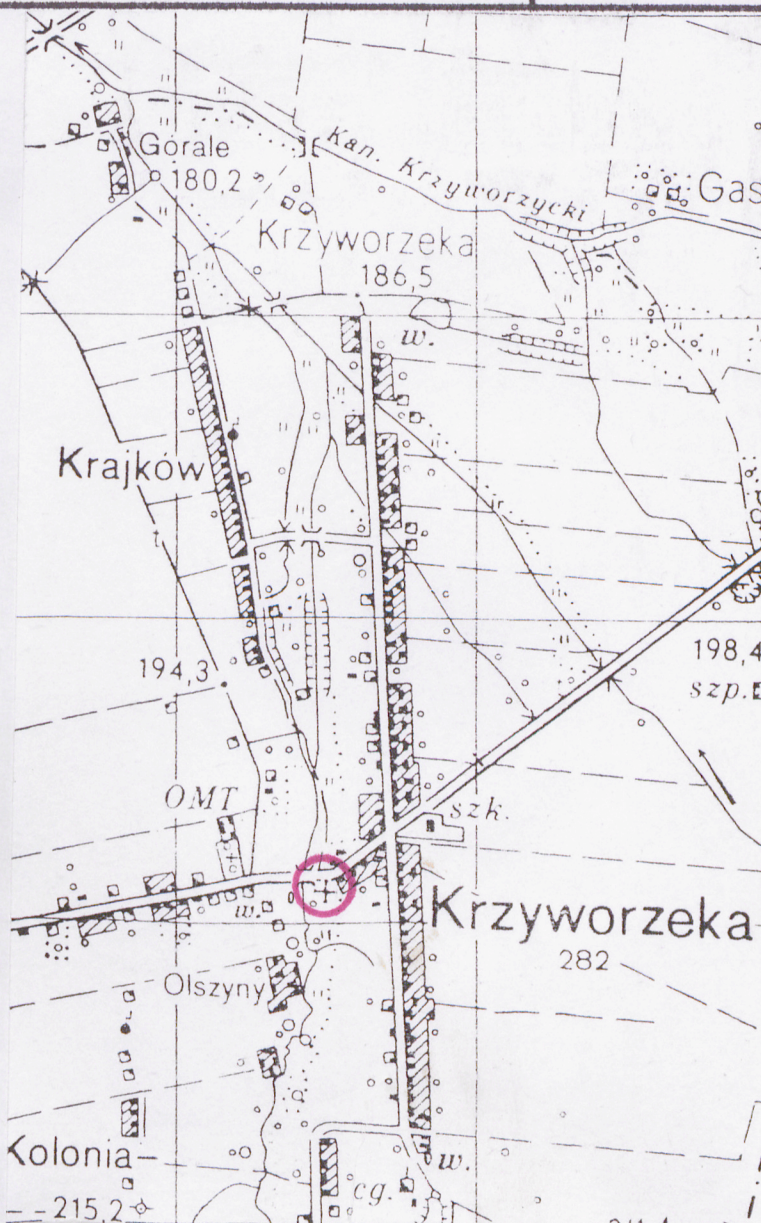 Górale
180,2
s
Kan. Krzyworzycki
Gas
Krzyworzeka
186,5
w.
Krajków
r
194,3
198,4
szp.
OMT
szk.
w.
Krzyworzeka
282
Olszyny
Kolonia-
w.
cg.
215,2